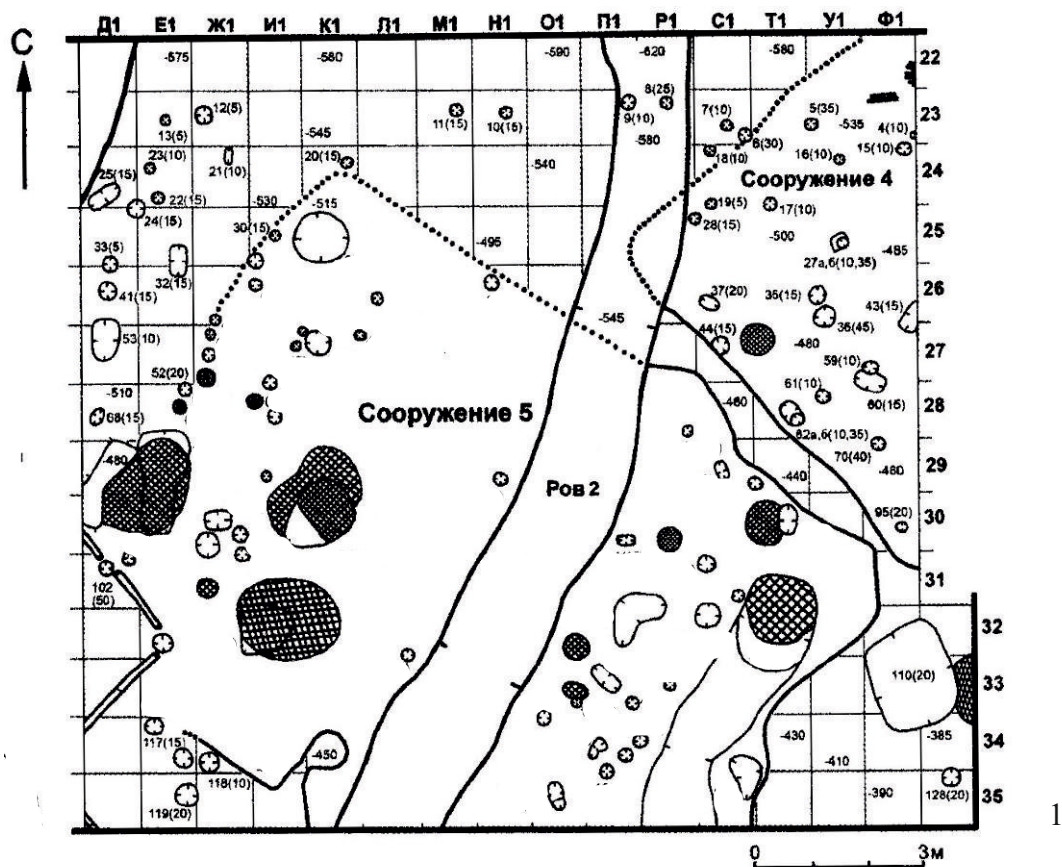 Д1 Е1 Ж1 И1 К1 Л1 М1 Н1 О1 П1 Р1 С1 Т1 У1 Ф1
С
-575 -560 -590 -620 -580 22
12(5) 11(15) 10(15) 8(25) 9(10) 7(10) 5(35) 23
13(5) -545 -580 6(30) -535 4(10)
23(10) 21(10) 20(15) -540 18(10) 16(10) 15(10) 24
25(15) Сооружение 4
22(15) -530 -515 19(5) 17(10)
24(15) 30(15) -495 28(15) -500 -485 25
33(5) 27а,б(10,35)
32(15) 37(20) 35(15) 43(15) 26
41(15) -545 44(15) 36(45)
53(10) -480 59(10) 27
52(20) 61(10)
-510 -460 60(15)
68(15) Сооружение 5 62а,б(10,35) 28
70(40)
-480 -440 -480 29
Ров 2 95(20) 30
102 31
(50)
32
110(20) 33
117(15) -450 -430 -385 34
118(10) -410
119(20) -390 128(20) 35
1
0 3м